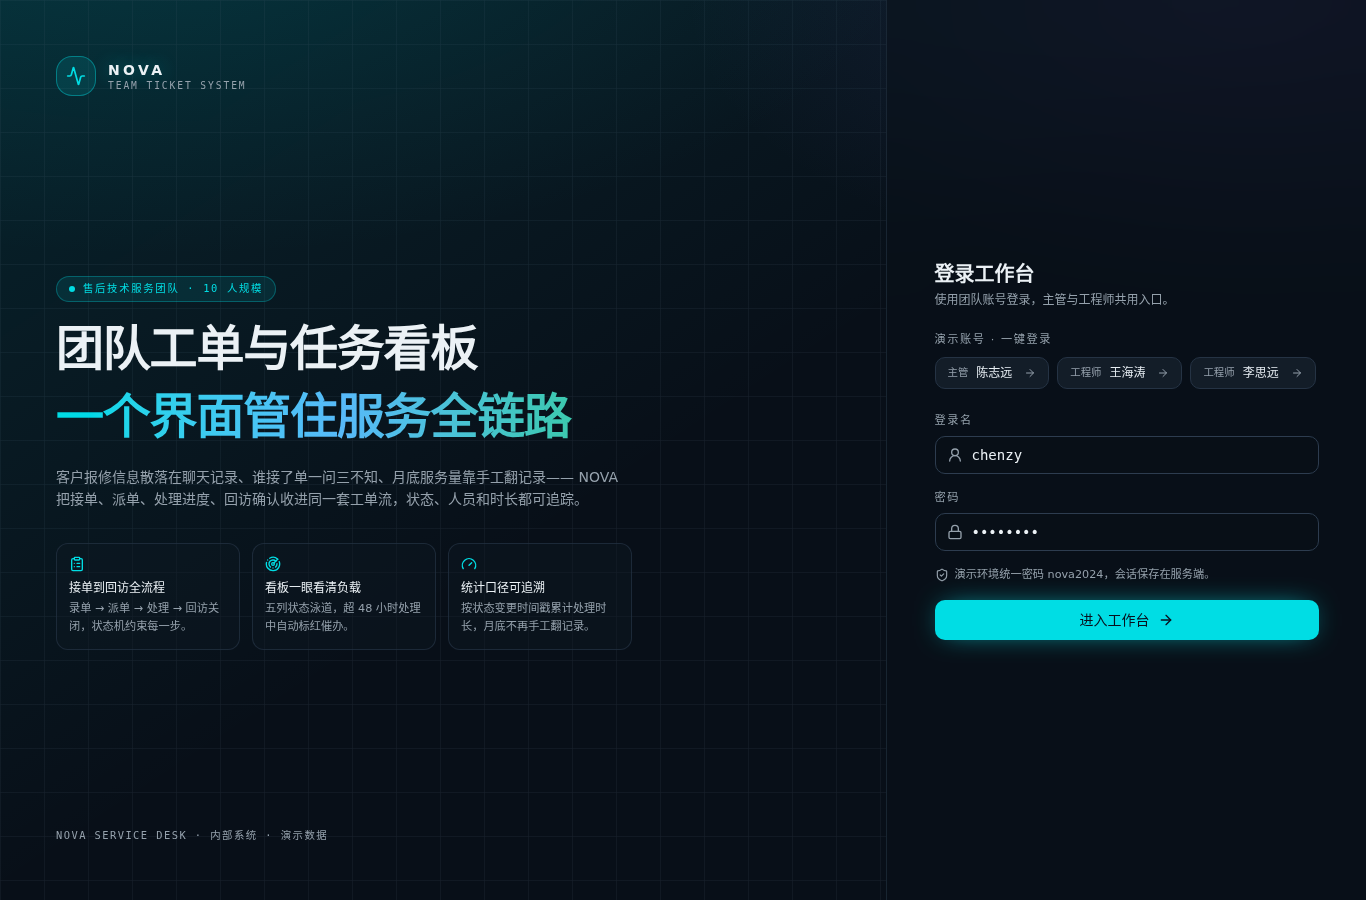 NOVA
TEAM TICKET SYSTEM
售后技术服务团队 · 10 人规模
团队工单与任务看板
一个界面管住服务全链路
客户报修信息散落在聊天记录、谁接了单一问三不知、月底服务量靠手工翻记录—— NOVA
把接单、派单、处理进度、回访确认收进同一套工单流，状态、人员和时长都可追踪。
接单到回访全流程
录单 → 派单 → 处理 → 回访关
闭，状态机约束每一步。
看板一眼看清负载
五列状态泳道，超 48 小时处理
中自动标红催办。
统计口径可追溯
按状态变更时间戳累计处理时
长，月底不再手工翻记录。
NOVA SERVICE DESK · 内部系统 · 演示数据
登录工作台
使用团队账号登录，主管与工程师共用入口。
演示账号 · 一键登录
主管 陈志远 →
工程师 王海涛 →
工程师 李思远 →
登录名
chenzy
密码
••••••••
演示环境统一密码 nova2024，会话保存在服务端。
进入工作台 →